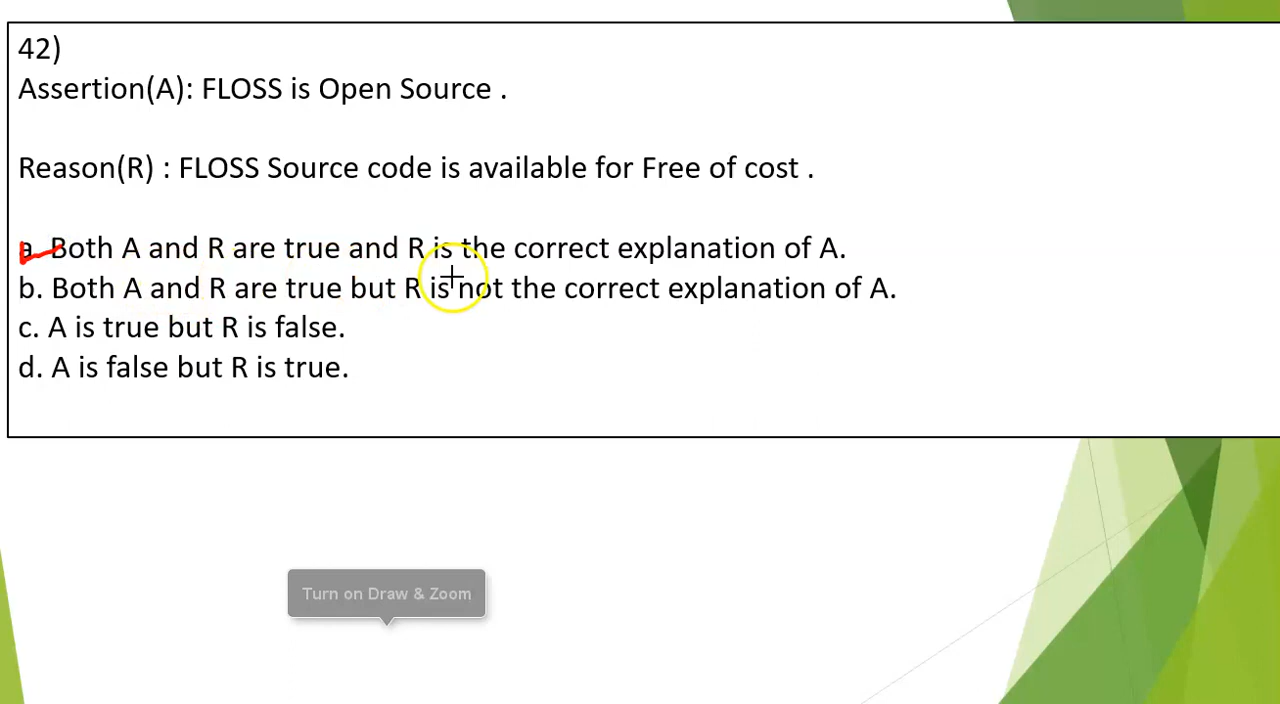 42)
Assertion(A): FLOSS is Open Source .
Reason(R) : FLOSS Source code is available for Free of cost .
a. Both A and R are true and R is the correct explanation of A.
b. Both A and R are true but R is not the correct explanation of A.
c. A is true but R is false.
d. A is false but R is true.
Turn on Draw & Zoom